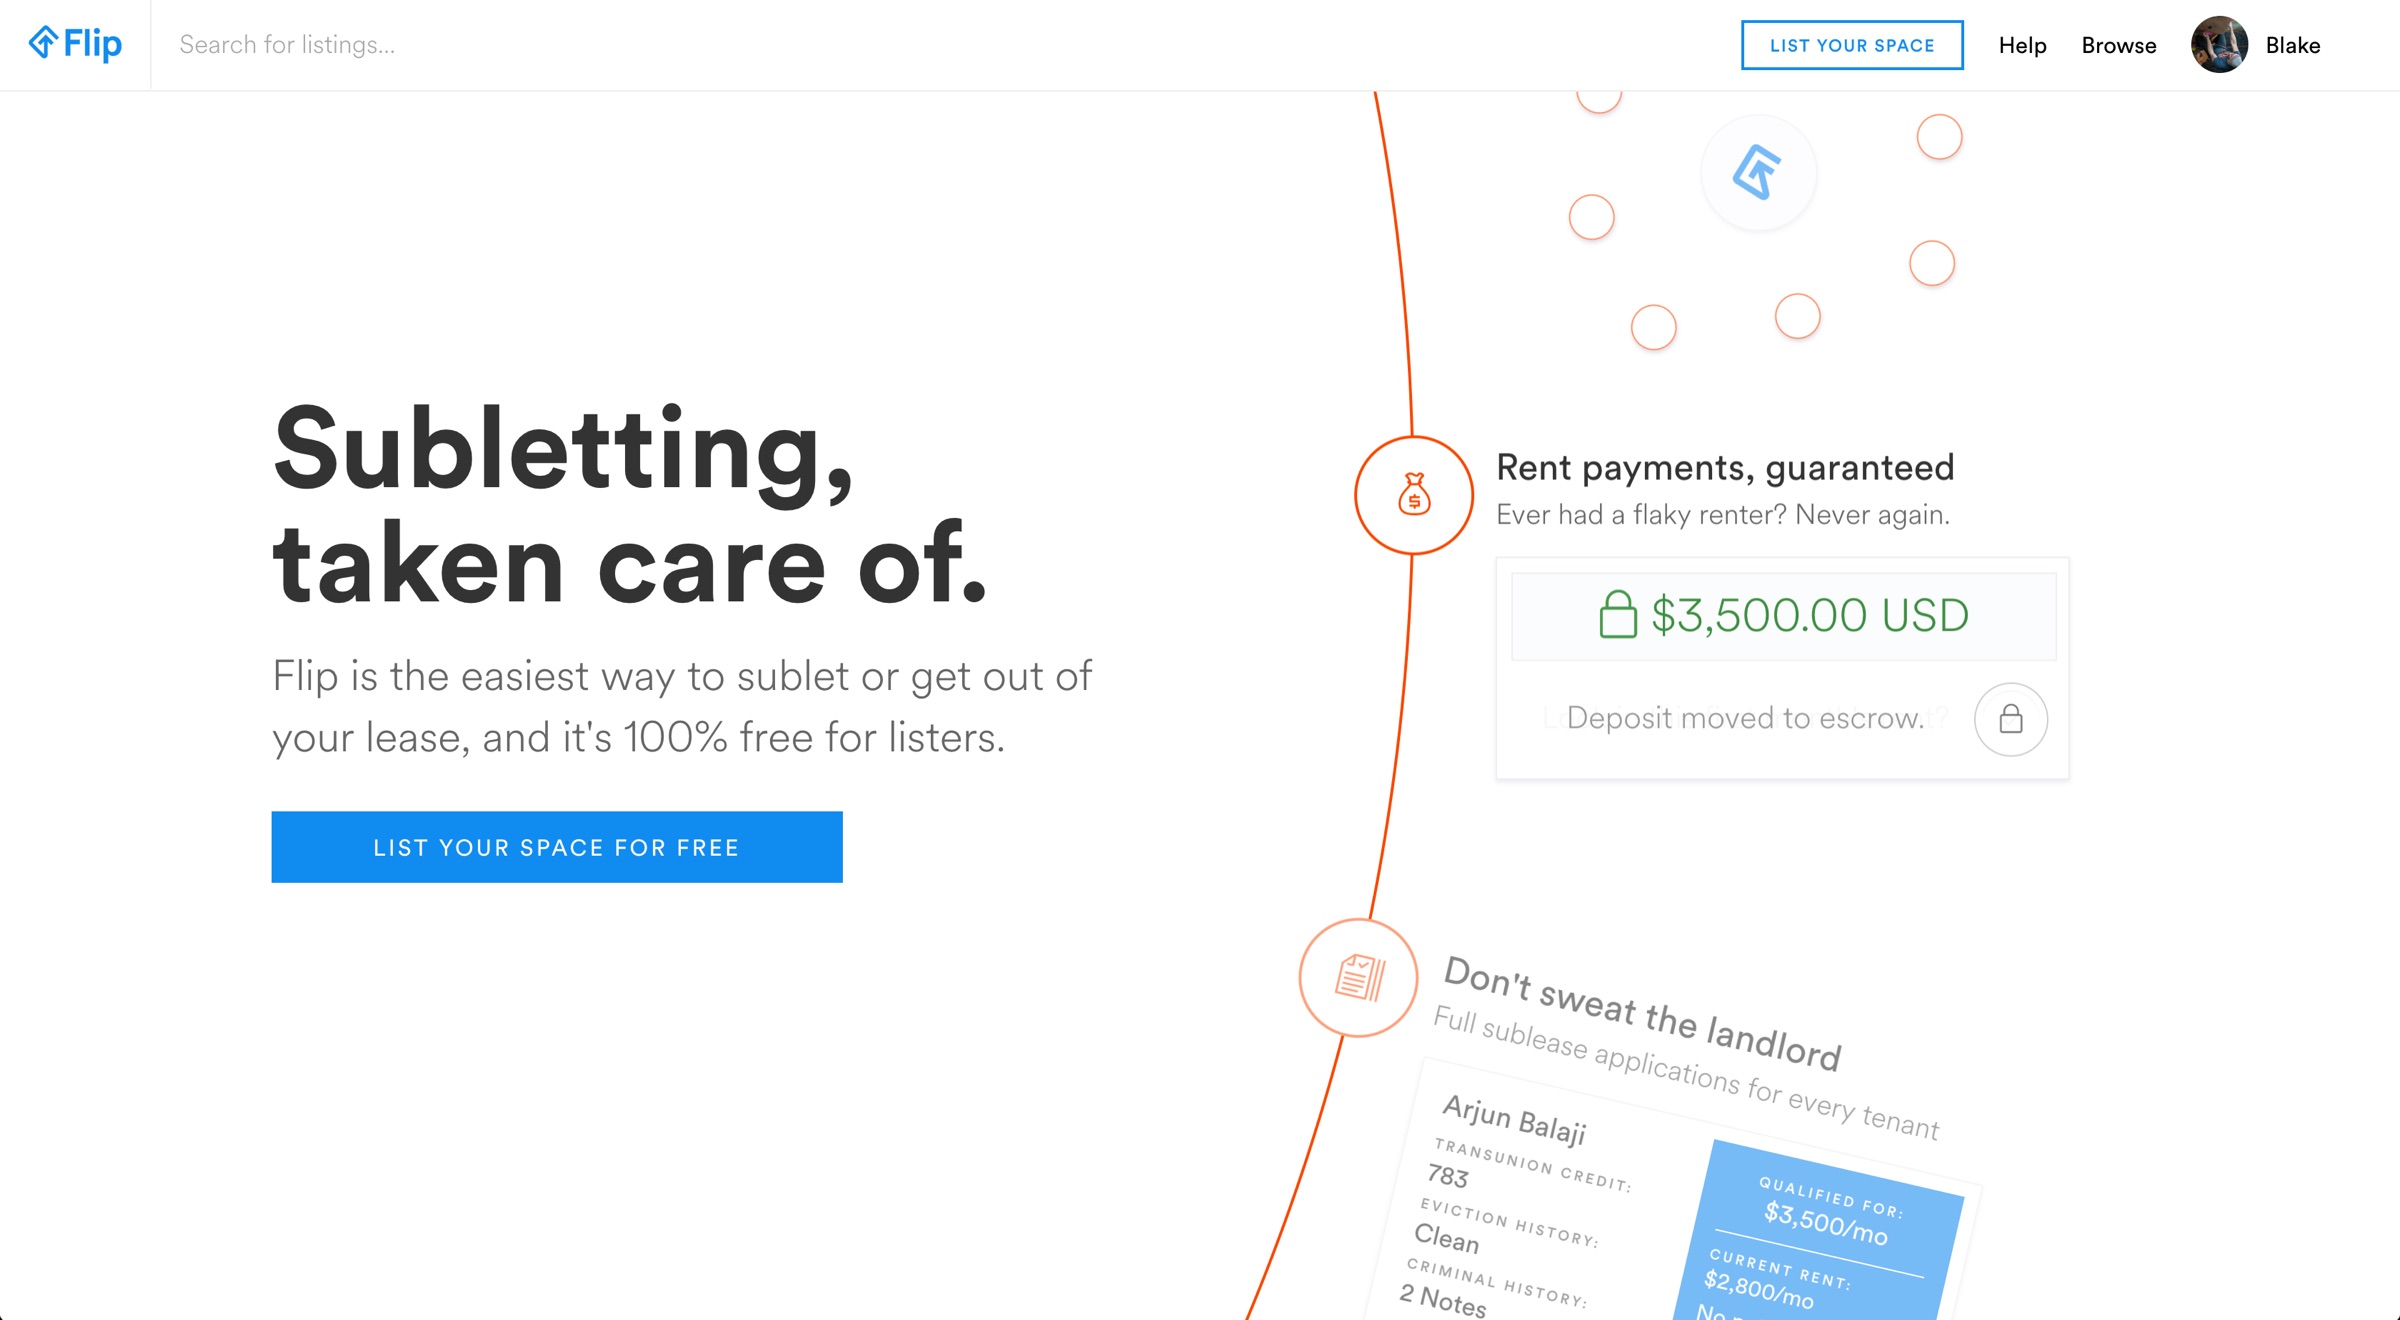 Flip
Search for listings...
LIST YOUR SPACE
Help
Browse
Blake
Subletting,
taken care of.
Flip is the easiest way to sublet or get out of
your lease, and it's 100% free for listers.
LIST YOUR SPACE FOR FREE
Rent payments, guaranteed
Ever had a flaky renter? Never again.
$3,500.00 USD
Deposit moved to escrow.
Don't sweat the landlord
Full sublease applications for every tenant
Arjun Balaji
TRANSUNION CREDIT:
783
EVICTION HISTORY:
Clean
CRIMINAL HISTORY:
2 Notes
QUALIFIED FOR:
$3,500/mo
CURRENT RENT:
$2,800/mo